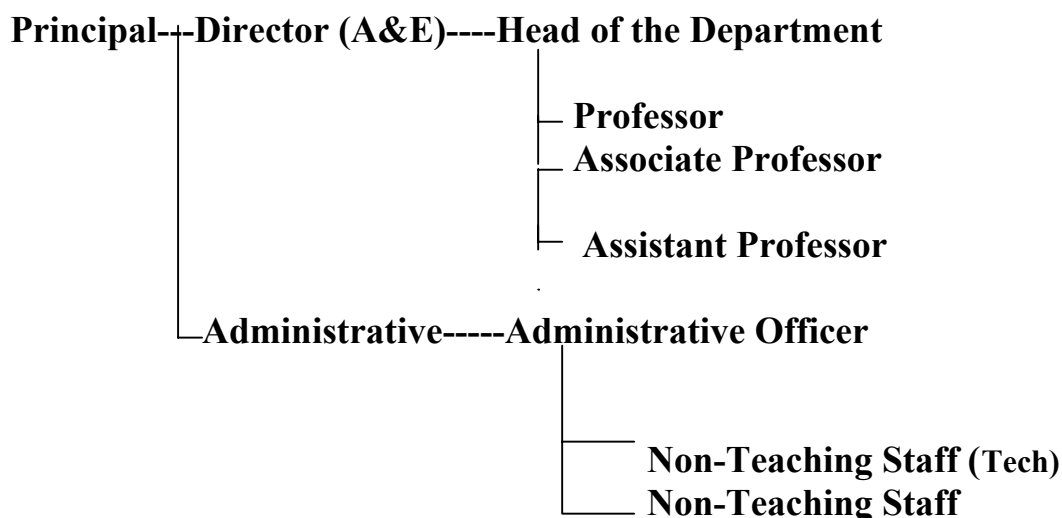 Principal---Director (A&E)----Head of the Department
Professor
Associate Professor
Assistant Professor
Administrative-----Administrative Officer
Non-Teaching Staff (Tech)
Non-Teaching Staff